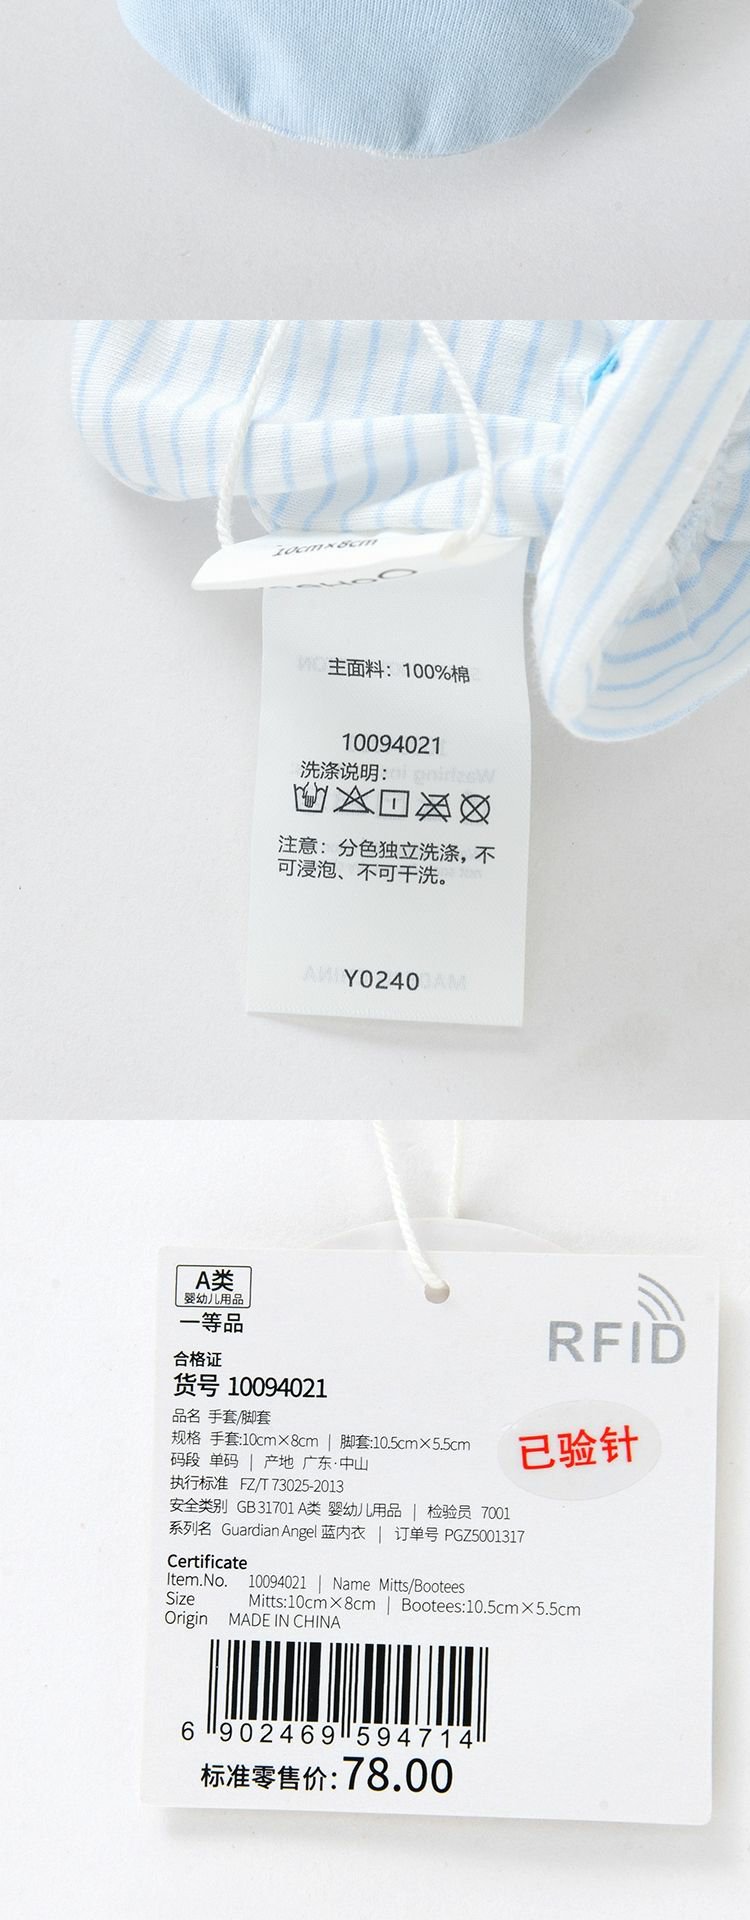 10cm×8cm
主面料：100%棉
10094021
洗涤说明：
注意：分色独立洗涤，不
可浸泡、不可干洗。
Y0240
A类
婴幼儿用品
一等品
RFID
合格证
货号 10094021
品名 手套/脚套
规格 手套:10cm×8cm | 脚套:10.5cm×5.5cm
已验针
码段 单码 | 产地 广东·中山
执行标准 FZ/T 73025-2013
安全类别 GB 31701 A类 婴幼儿用品 | 检验员 7001
系列名 Guardian Angel 蓝内衣 | 订单号 PGZ5001317
Certificate
Item.No. 10094021 | Name Mitts/Bootees
Size Mitts:10cm×8cm | Bootees:10.5cm×5.5cm
Origin MADE IN CHINA
6 902469 594714
标准零售价:78.00